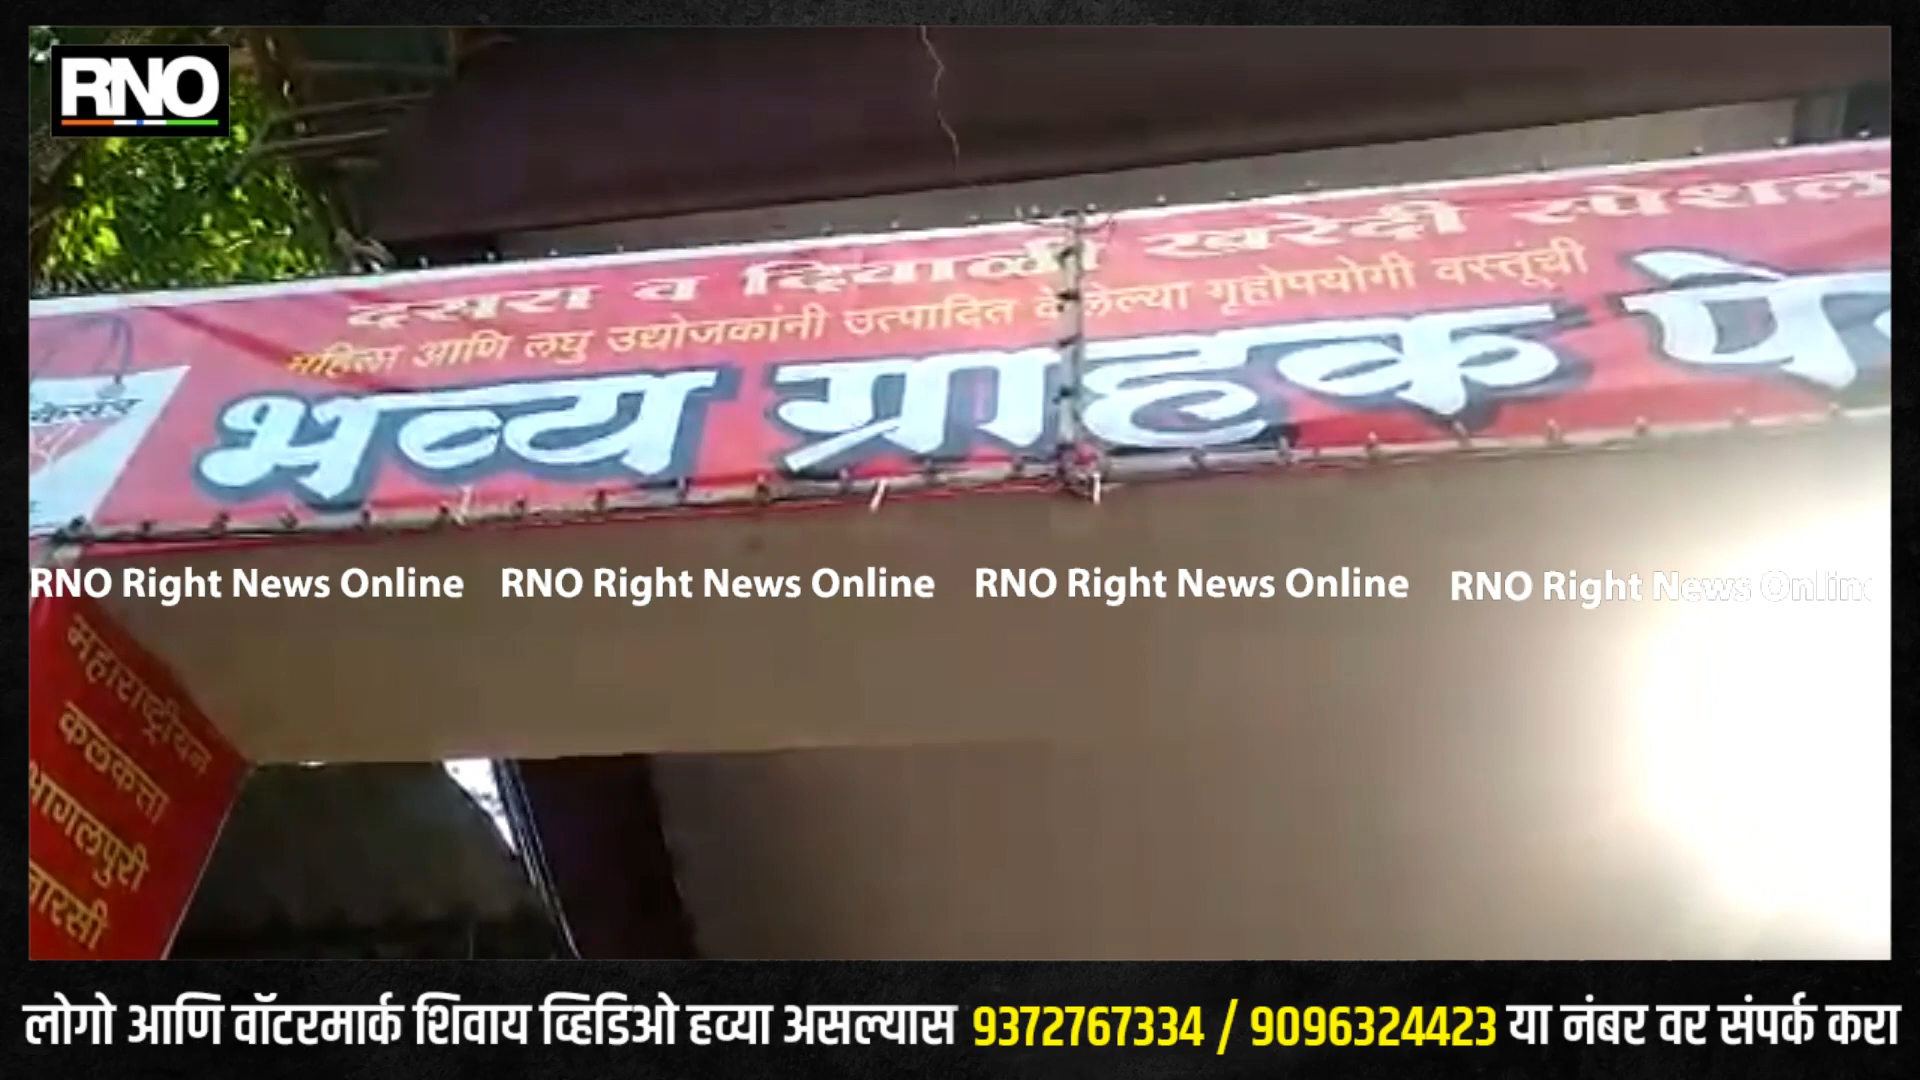 RNO
दसरा व दिवाळी खरेदी स्पेशल
महिला आणि लघु उद्योजकांनी उत्पादित केलेल्या गृहोपयोगी वस्तूंची
भव्य ग्राहक
RNO Right News Online RNO Right News Online RNO Right News Online RNO Right News Online
महाराष्ट्रीयन
कलकत्ता
भागलपुरी
लोगो आणि वॉटरमार्क शिवाय व्हिडिओ हव्या असल्यास 9372767334 / 9096324423 या नंबर वर संपर्क करा